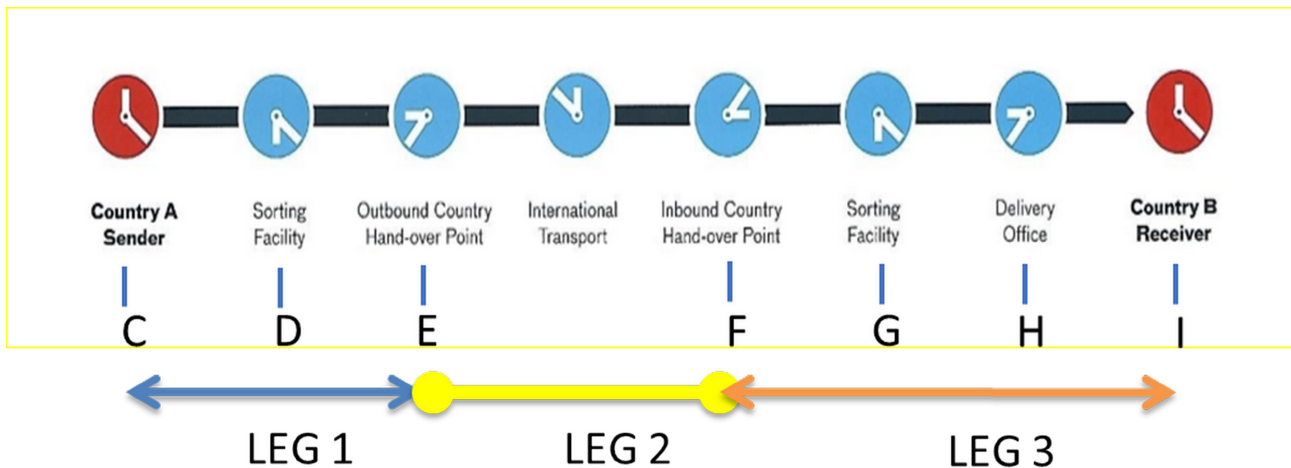 Country A
Sender
Sorting
Facility
Outbound Country
Hand-over Point
International
Transport
Inbound Country
Hand-over Point
Sorting
Facility
Delivery
Office
Country B
Receiver
C
D
E
F
G
H
I
LEG 1
LEG 2
LEG 3